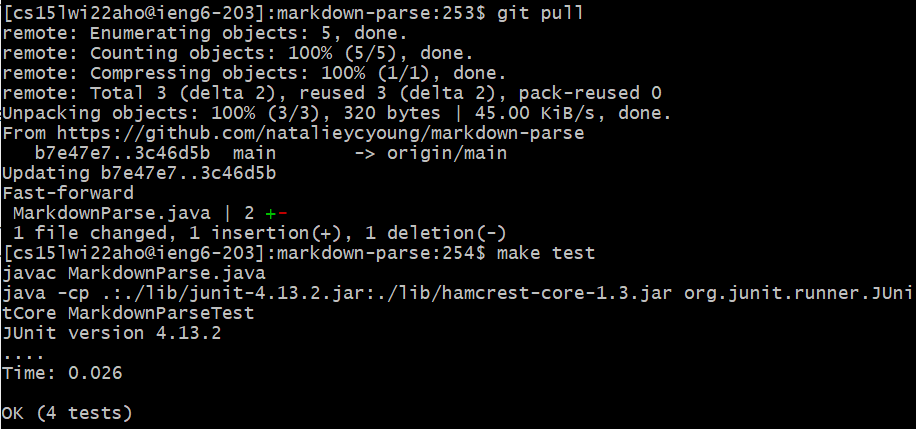 [cs15lwi22aho@ieng6-203]:markdown-parse:253$ git pull
remote: Enumerating objects: 5, done.
remote: Counting objects: 100% (5/5), done.
remote: Compressing objects: 100% (1/1), done.
remote: Total 3 (delta 2), reused 3 (delta 2), pack-reused 0
Unpacking objects: 100% (3/3), 320 bytes | 45.00 KiB/s, done.
From https://github.com/natalieycyoung/markdown-parse
   b7e47e7..3c46d5b  main       -> origin/main
Updating b7e47e7..3c46d5b
Fast-forward
 MarkdownParse.java | 2 +-
 1 file changed, 1 insertion(+), 1 deletion(-)
[cs15lwi22aho@ieng6-203]:markdown-parse:254$ make test
javac MarkdownParse.java
java -cp .:./lib/junit-4.13.2.jar:./lib/hamcrest-core-1.3.jar org.junit.runner.JUni
tCore MarkdownParseTest
JUnit version 4.13.2
....
Time: 0.026
OK (4 tests)